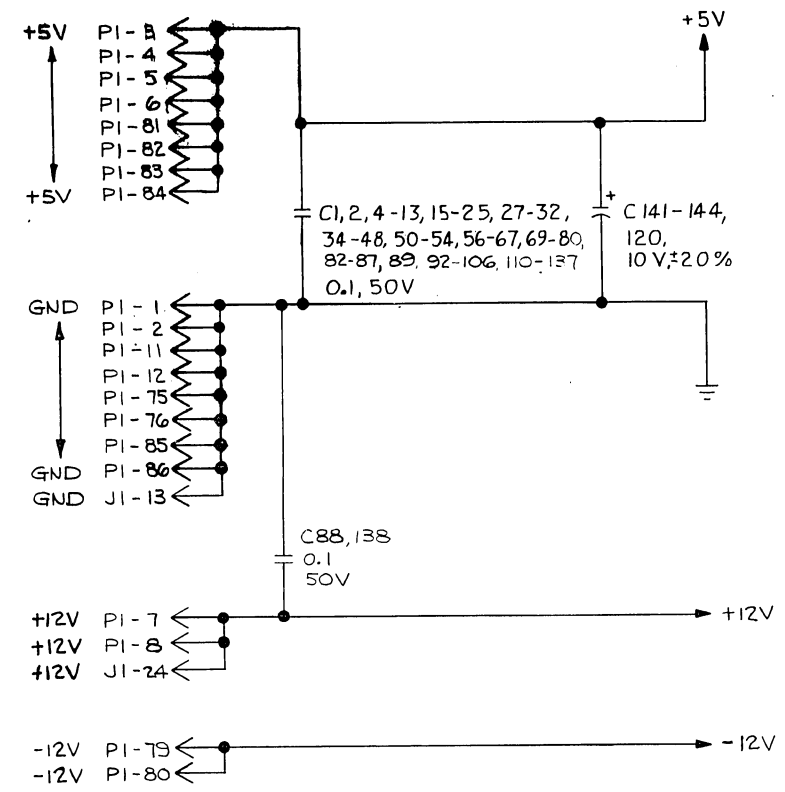 +5V P1-3
P1-4
P1-5
P1-6
P1-81
P1-82
P1-83
+5V P1-84
+5V
C1, 2, 4-13, 15-25, 27-32,
34-48, 50-54, 56-67, 69-80,
82-87, 89, 92-106, 110-137
0.1, 50V
+
C141-144,
120,
10V,±20%
GND P1-1
P1-2
P1-11
P1-12
P1-75
P1-76
P1-85
GND P1-86
GND J1-13
C88, 138
0.1
50V
+12V P1-7
+12V P1-8
+12V J1-24
+12V
-12V P1-79
-12V P1-80
-12V